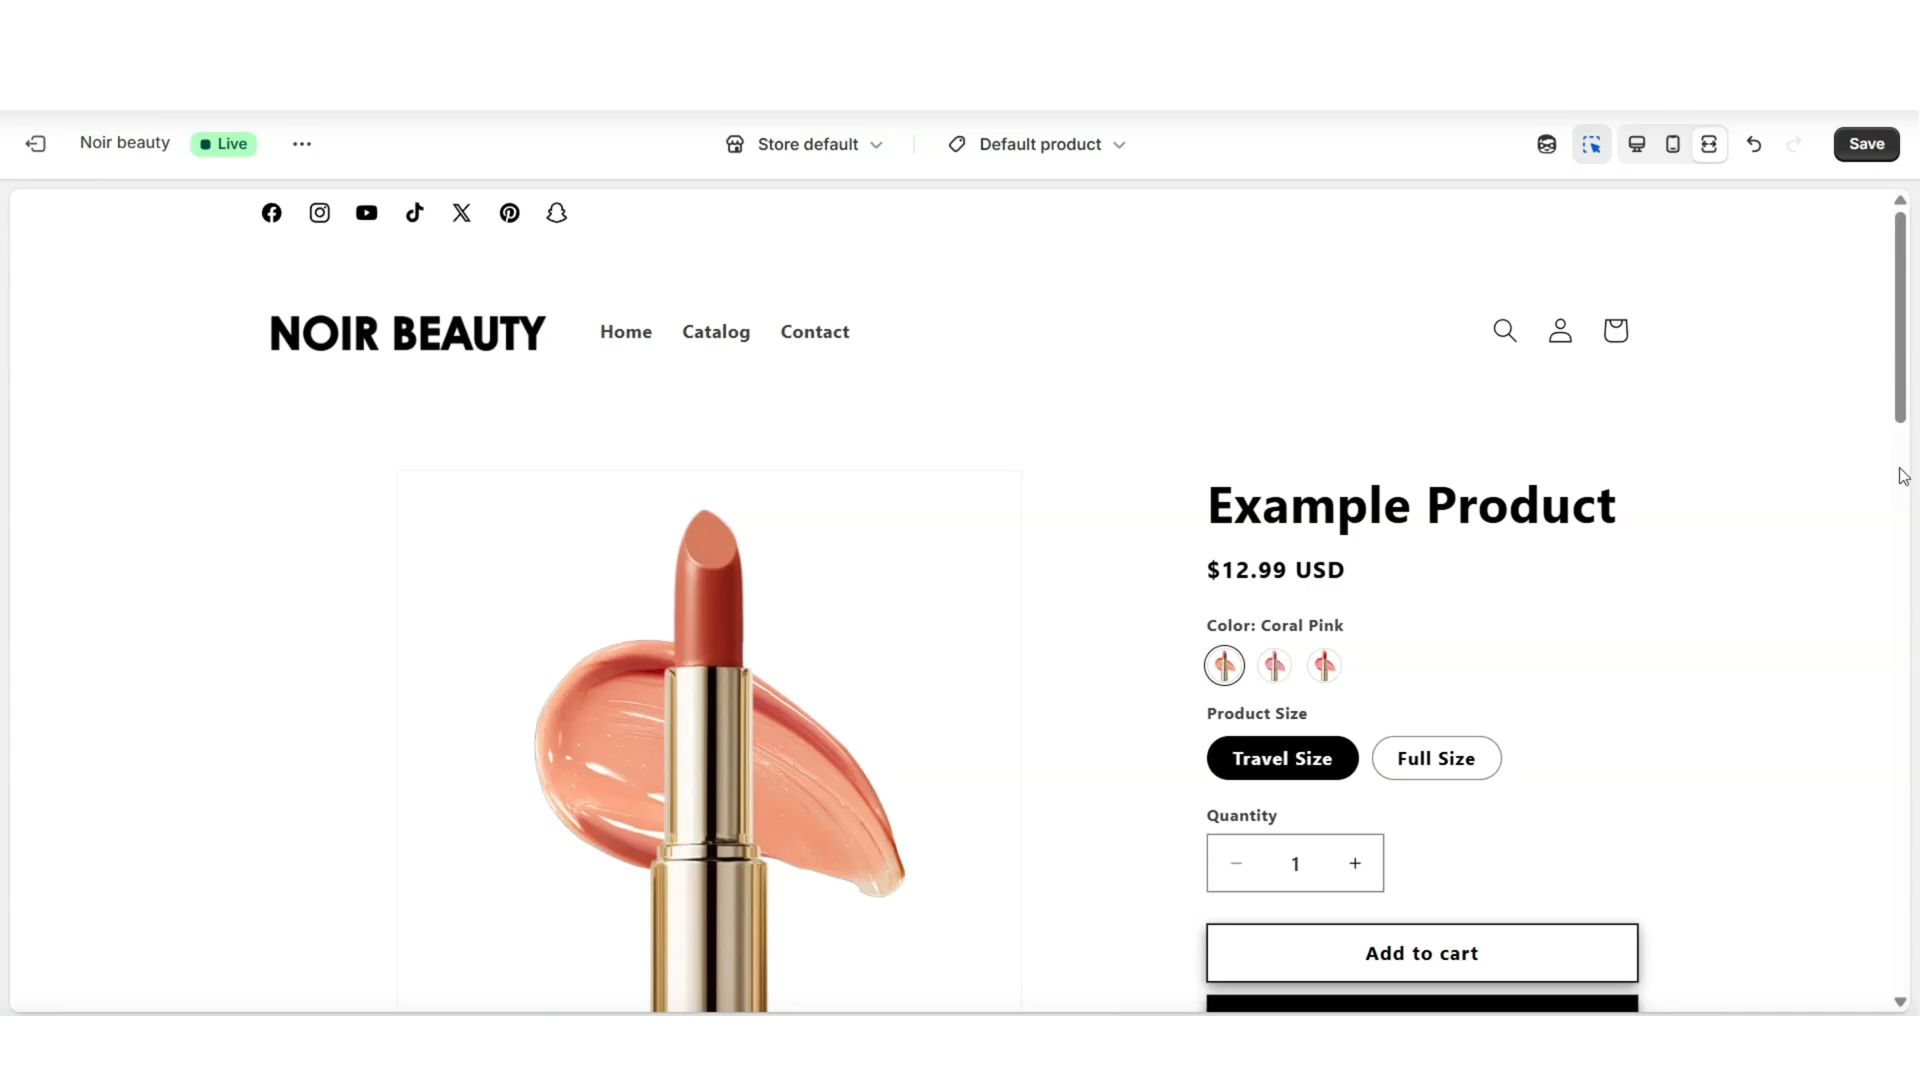 Noir beauty
Live
Store default
Default product
Save
NOIR BEAUTY
Home
Catalog
Contact
Example Product
$12.99 USD
Color: Coral Pink
Product Size
Travel Size
Full Size
Quantity
1
Add to cart